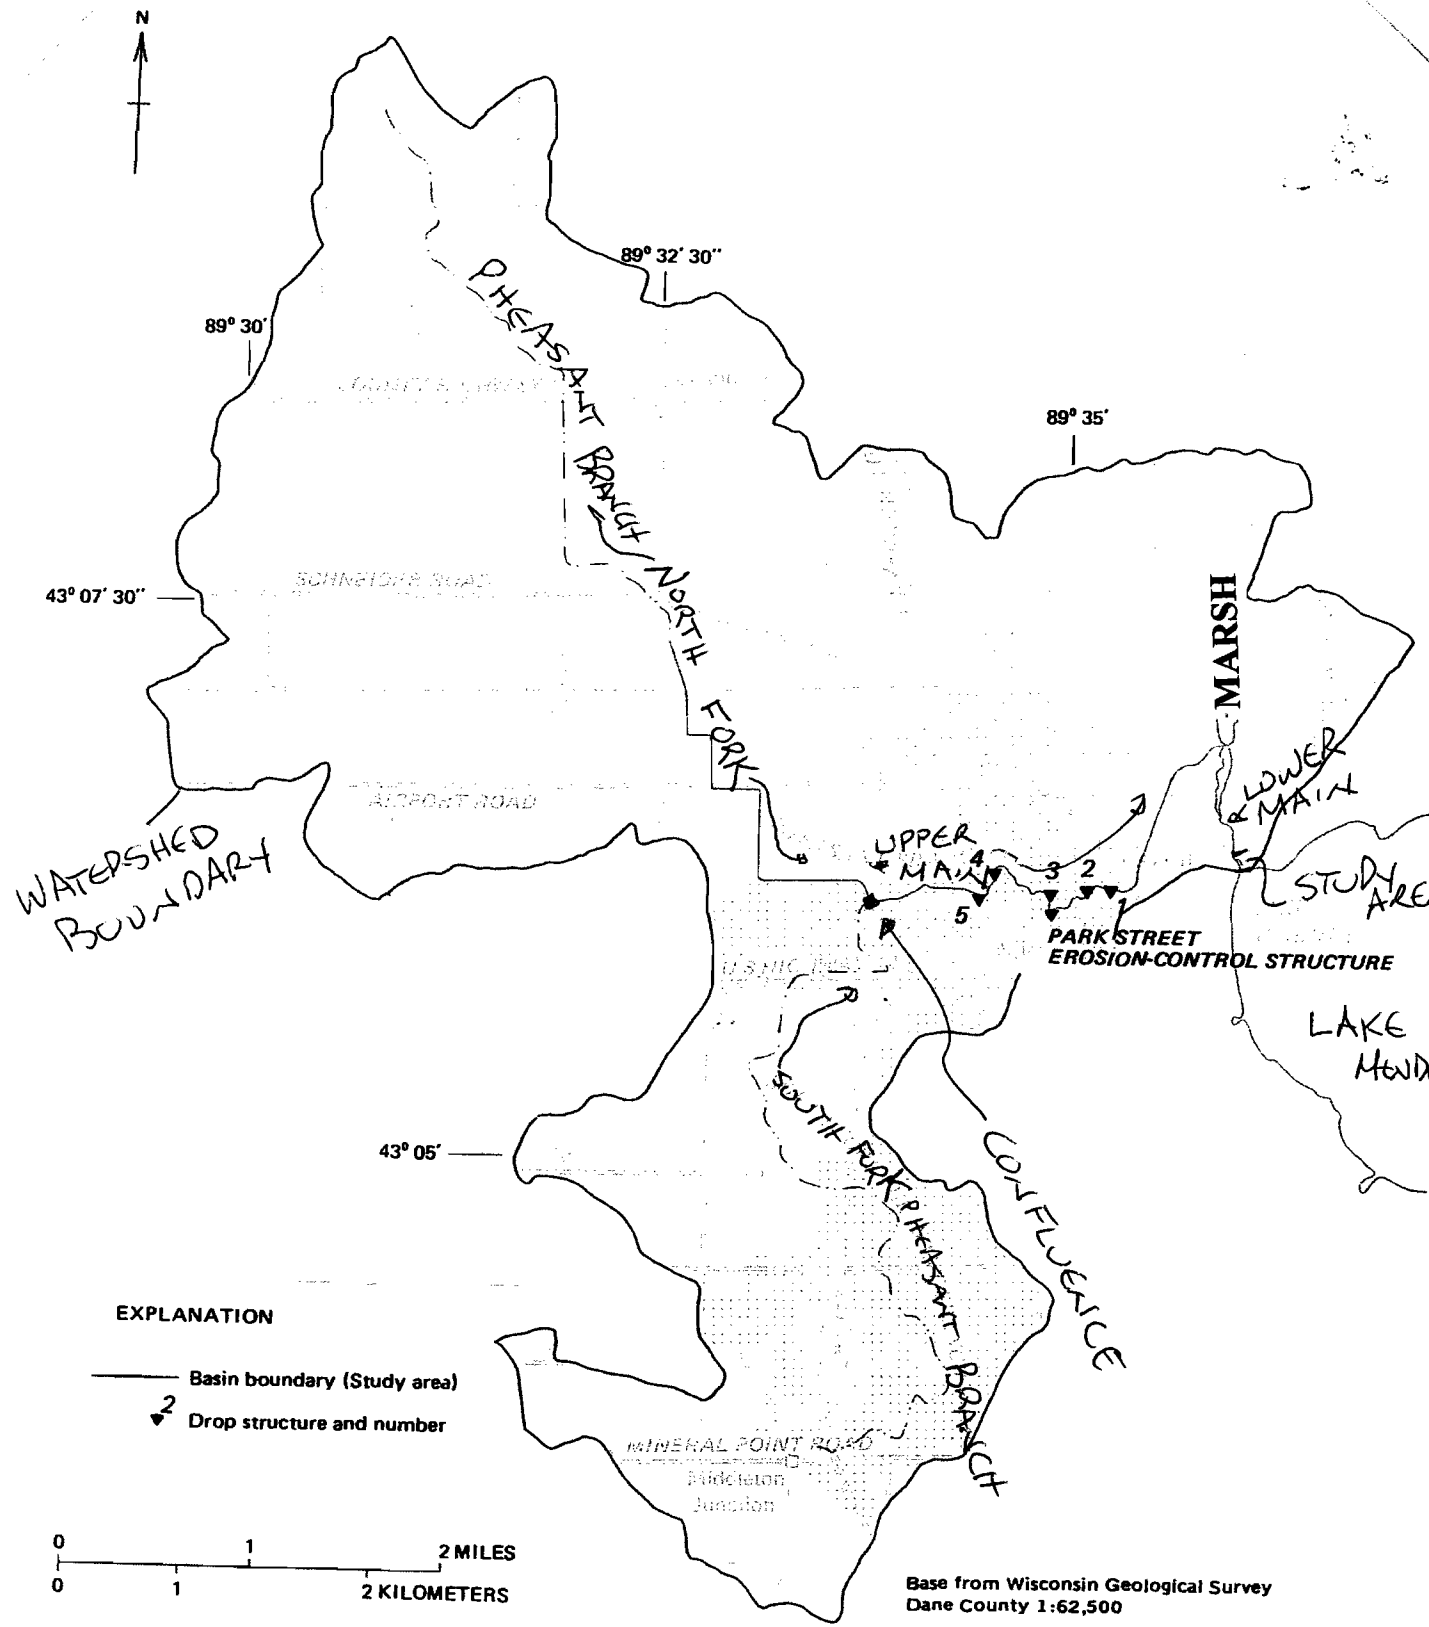 N
89° 32' 30"
89° 30'
89° 35'
43° 07' 30"
43° 05'
PHEASANT BRANCH NORTH FORK
SCHNEIDER ROAD
AIRPORT ROAD
MARSH
LOWER
MAIN
UPPER
MAIN
4
3
2
1
5
PARK STREET
EROSION-CONTROL STRUCTURE
WATERSHED
BOUNDARY
STUDY
LAKE
SOUTH FORK PHEASANT BRANCH
CONFLUENCE
MINERAL POINT ROAD
Middleton
Junction
EXPLANATION
Basin boundary (Study area)
2
Drop structure and number
0 1 2 MILES
0 1 2 KILOMETERS
Base from Wisconsin Geological Survey
Dane County 1:62,500